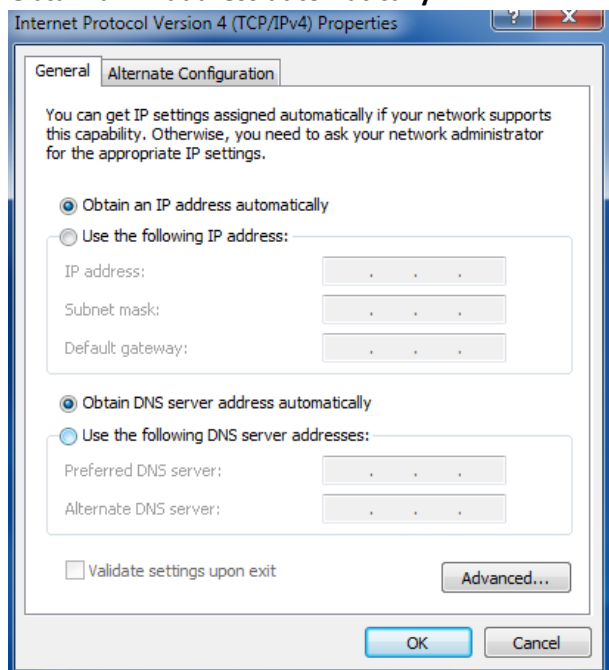 Internet Protocol Version 4 (TCP/IPv4) Properties
? X
General Alternate Configuration
You can get IP settings assigned automatically if your network supports
this capability. Otherwise, you need to ask your network administrator
for the appropriate IP settings.
Obtain an IP address automatically
Use the following IP address:
IP address: . . .
Subnet mask: . . .
Default gateway: . . .
Obtain DNS server address automatically
Use the following DNS server addresses:
Preferred DNS server: . . .
Alternate DNS server: . . .
Validate settings upon exit
Advanced...
OK Cancel